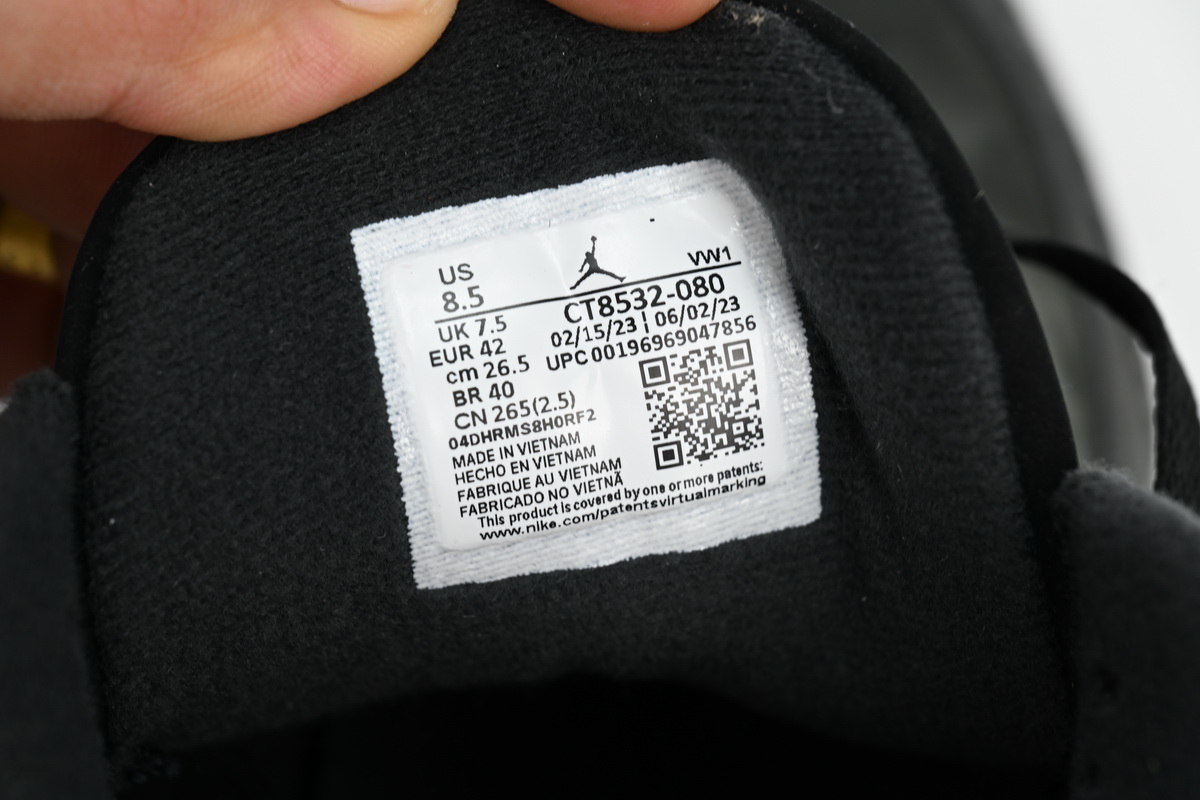 US
8.5
VW1
UK 7.5
CT8532-080
EUR 42
02/15/23 | 06/02/23
cm 26.5
UPC 00196969047856
BR 40
CN 265(2.5)
04DHRMS8H0RF2
MADE IN VIETNAM
HECHO EN VIETNAM
FABRIQUE AU VIETNAM
FABRICADO NO VIETNÃ
This product is covered by one or more patents:
www.nike.com/patentsvirtualmarking